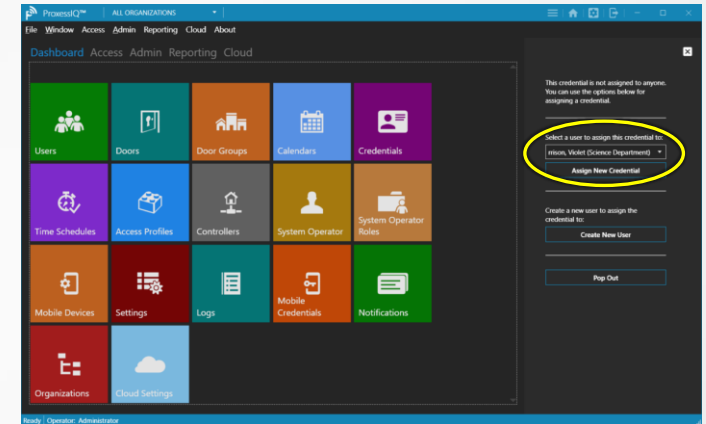 ProxessIQ™ ALL ORGANIZATIONS
File Window Access Admin Reporting Cloud About
Dashboard Access Admin Reporting Cloud
Users
Doors
Door Groups
Calendars
Credentials
Time Schedules
Access Profiles
Controllers
System Operator
System Operator
Roles
Mobile Devices
Settings
Logs
Mobile
Credentials
Notifications
Organizations
Cloud Settings
This credential is not assigned to anyone.
You can use the options below for
assigning a credential.
Select a user to assign this credential to:
rrison, Violet (Science Department)
Assign New Credential
Create a new user to assign the
credential to:
Create New User
Pop Out
Ready Operator: Administrator